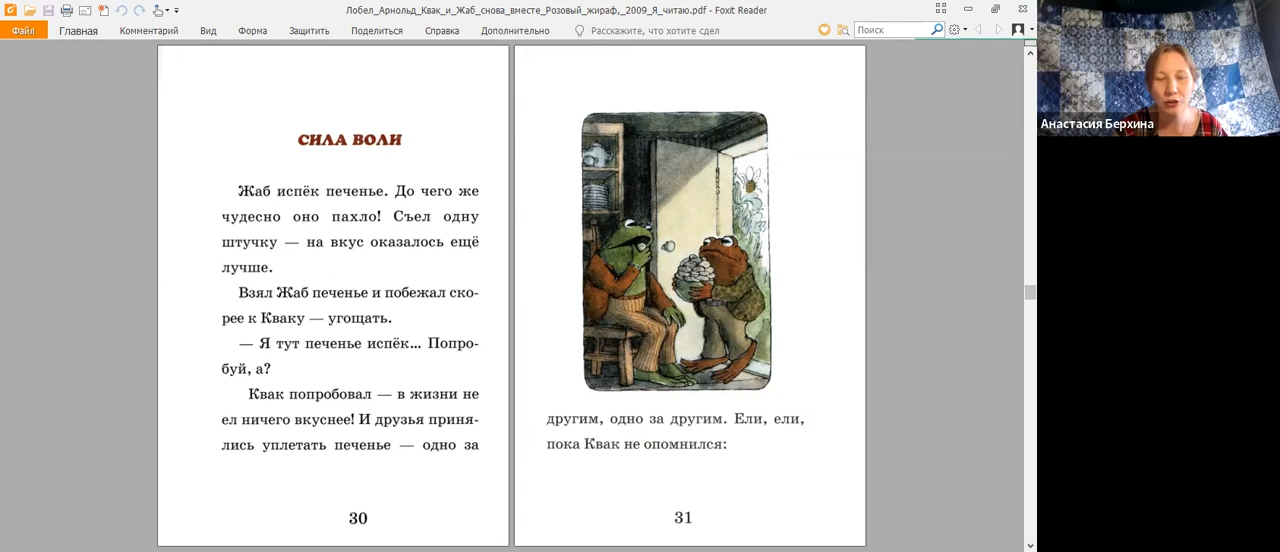 Лобел_Арнольд_Квак_и_Жаб_снова_вместе_Розовый_жираф,_2009_Я_читаю.pdf - Foxit Reader
Файл Главная Комментарий Вид Форма Защитить Поделиться Справка Дополнительно Расскажите, что хотите сдел Поиск
Анастасия Берхина
СИЛА ВОЛИ
Жаб испёк печенье. До чего же
чудесно оно пахло! Съел одну
штучку — на вкус оказалось ещё
лучше.
Взял Жаб печенье и побежал ско-
рее к Кваку — угощать.
— Я тут печенье испёк... Попро-
буй, а?
Квак попробовал — в жизни не
ел ничего вкуснее! И друзья приня-
лись уплетать печенье — одно за
30
другим, одно за другим. Ели, ели,
пока Квак не опомнился:
31